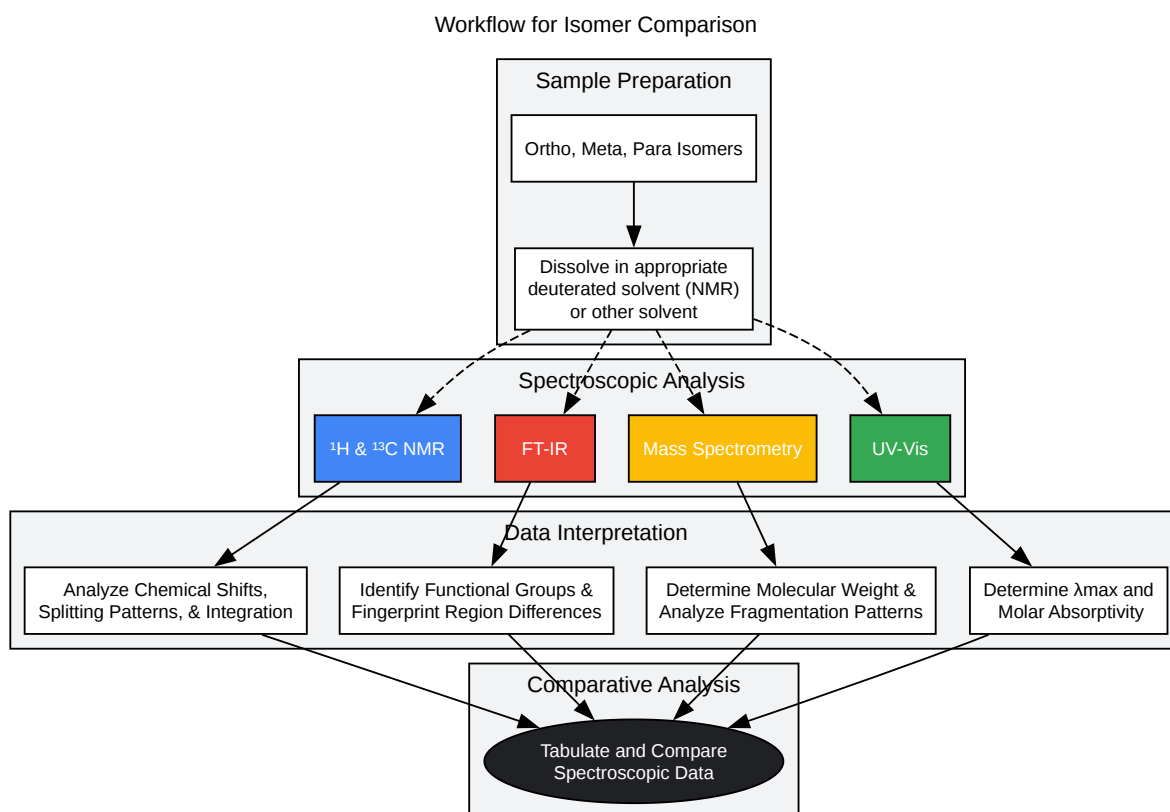 Workflow for Isomer Comparison
Sample Preparation
Ortho, Meta, Para Isomers
Dissolve in appropriate
deuterated solvent (NMR)
or other solvent
Spectroscopic Analysis
¹H & ¹³C NMR
FT-IR
Mass Spectrometry
UV-Vis
Data Interpretation
Analyze Chemical Shifts,
Splitting Patterns, & Integration
Identify Functional Groups &
Fingerprint Region Differences
Determine Molecular Weight &
Analyze Fragmentation Patterns
Determine λmax and
Molar Absorptivity
Comparative Analysis
Tabulate and Compare
Spectroscopic Data